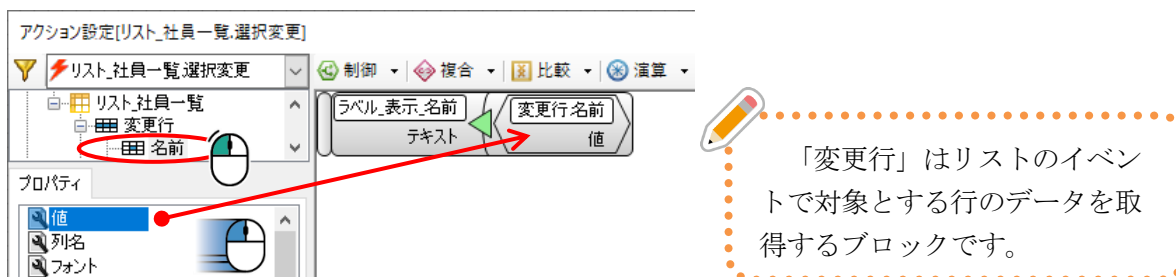 アクション設定[リスト_社員一覧.選択変更]
リスト_社員一覧.選択変更
制御 複合 比較 演算
リスト_社員一覧
変更行
名前
プロパティ
値
列名
フォント
ラベル_表示_名前
テキスト
変更行.名前
値
「変更行」はリストのイベン
トで対象とする行のデータを取
得するブロックです。